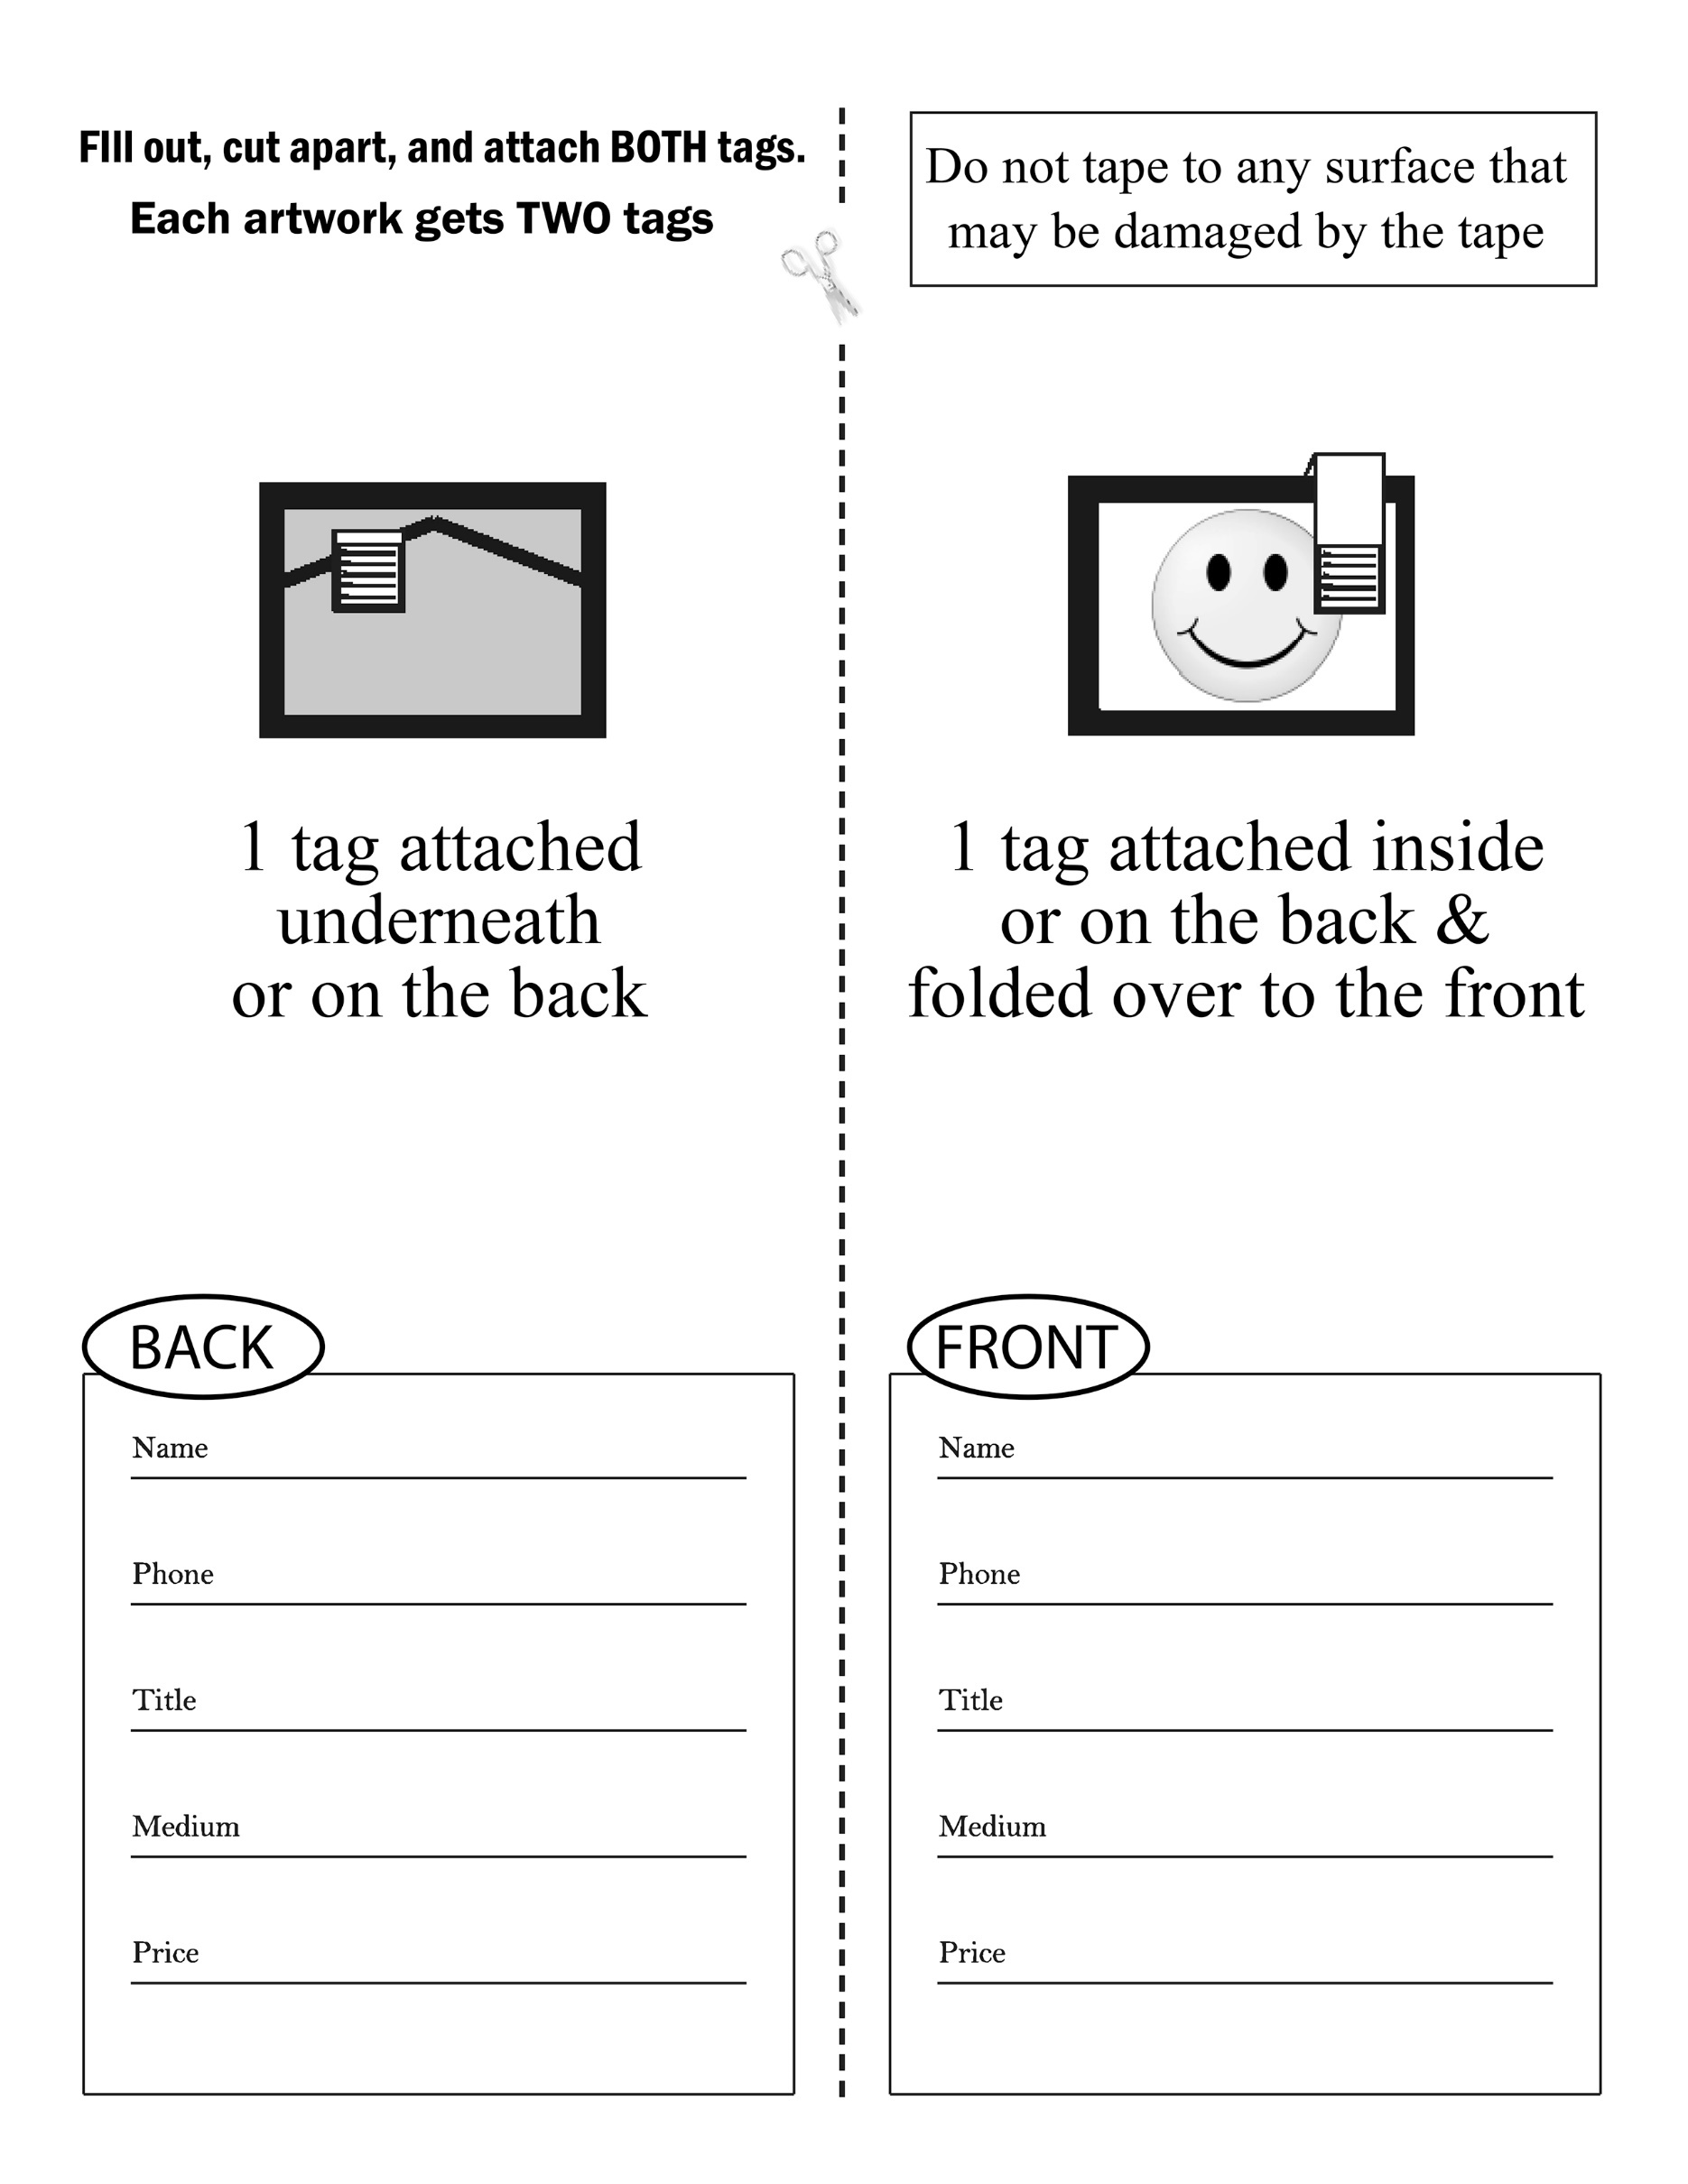 FIll out, cut apart, and attach BOTH tags.
Each artwork gets TWO tags
Do not tape to any surface that
may be damaged by the tape
1 tag attached
underneath
or on the back
1 tag attached inside
or on the back &
folded over to the front
BACK
Name
Phone
Title
Medium
Price
FRONT
Name
Phone
Title
Medium
Price